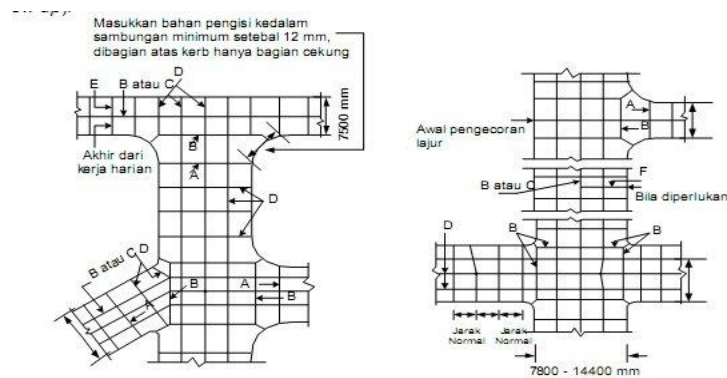 Masukkan bahan pengisi kedalam
sambungan minimum setebal 12 mm,
dibagian atas kerb hanya bagian cekung
D
E B atau C
7500 mm
B
Akhir dari
kerja harian
A
D
B atau C D
A
B
A
B
A
B
Awal pengecoran
lajur
F
B atau C
Bila diperlukan
D
B
B
Jarak
Normal
Jarak
Normal
7800 - 14400 mm